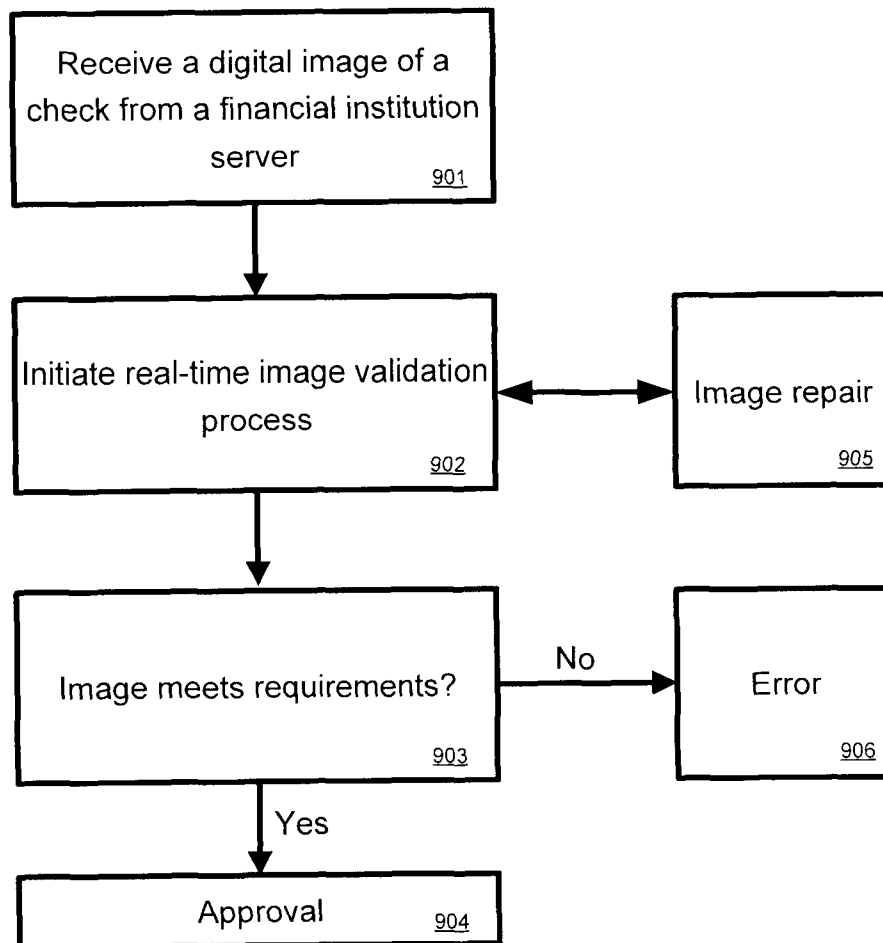 Receive a digital image of a
check from a financial institution
server
901
Initiate real-time image validation
process
902
Image repair
905
Image meets requirements?
903
No
Error
906
Yes
Approval
904